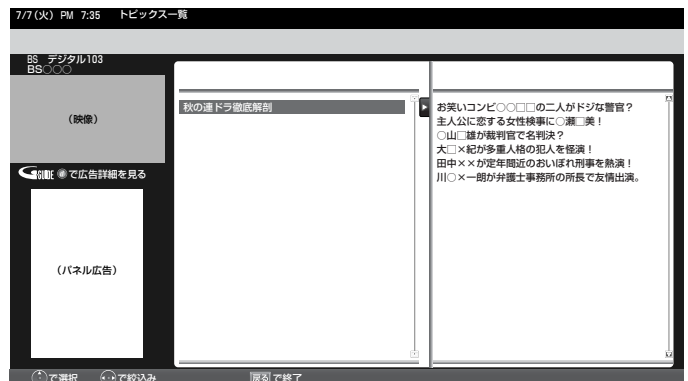 7/7(火) PM 7:35 トピックス一覧
BS デジタル103
BS○○○
(映像)
GGUIDE dで広告詳細を見る
(パネル広告)
秋の連ドラ徹底解剖
お笑いコンビ○○□□の二人がドジな警官?
主人公に恋する女性検事に○瀬□美!
○山□雄が裁判官で名判決?
大□×紀が多重人格の犯人を怪演!
田中××が定年間近のおいぼれ刑事を熱演!
川○×一朗が弁護士事務所の所長で友情出演。
で選択 で絞込み 戻る で終了